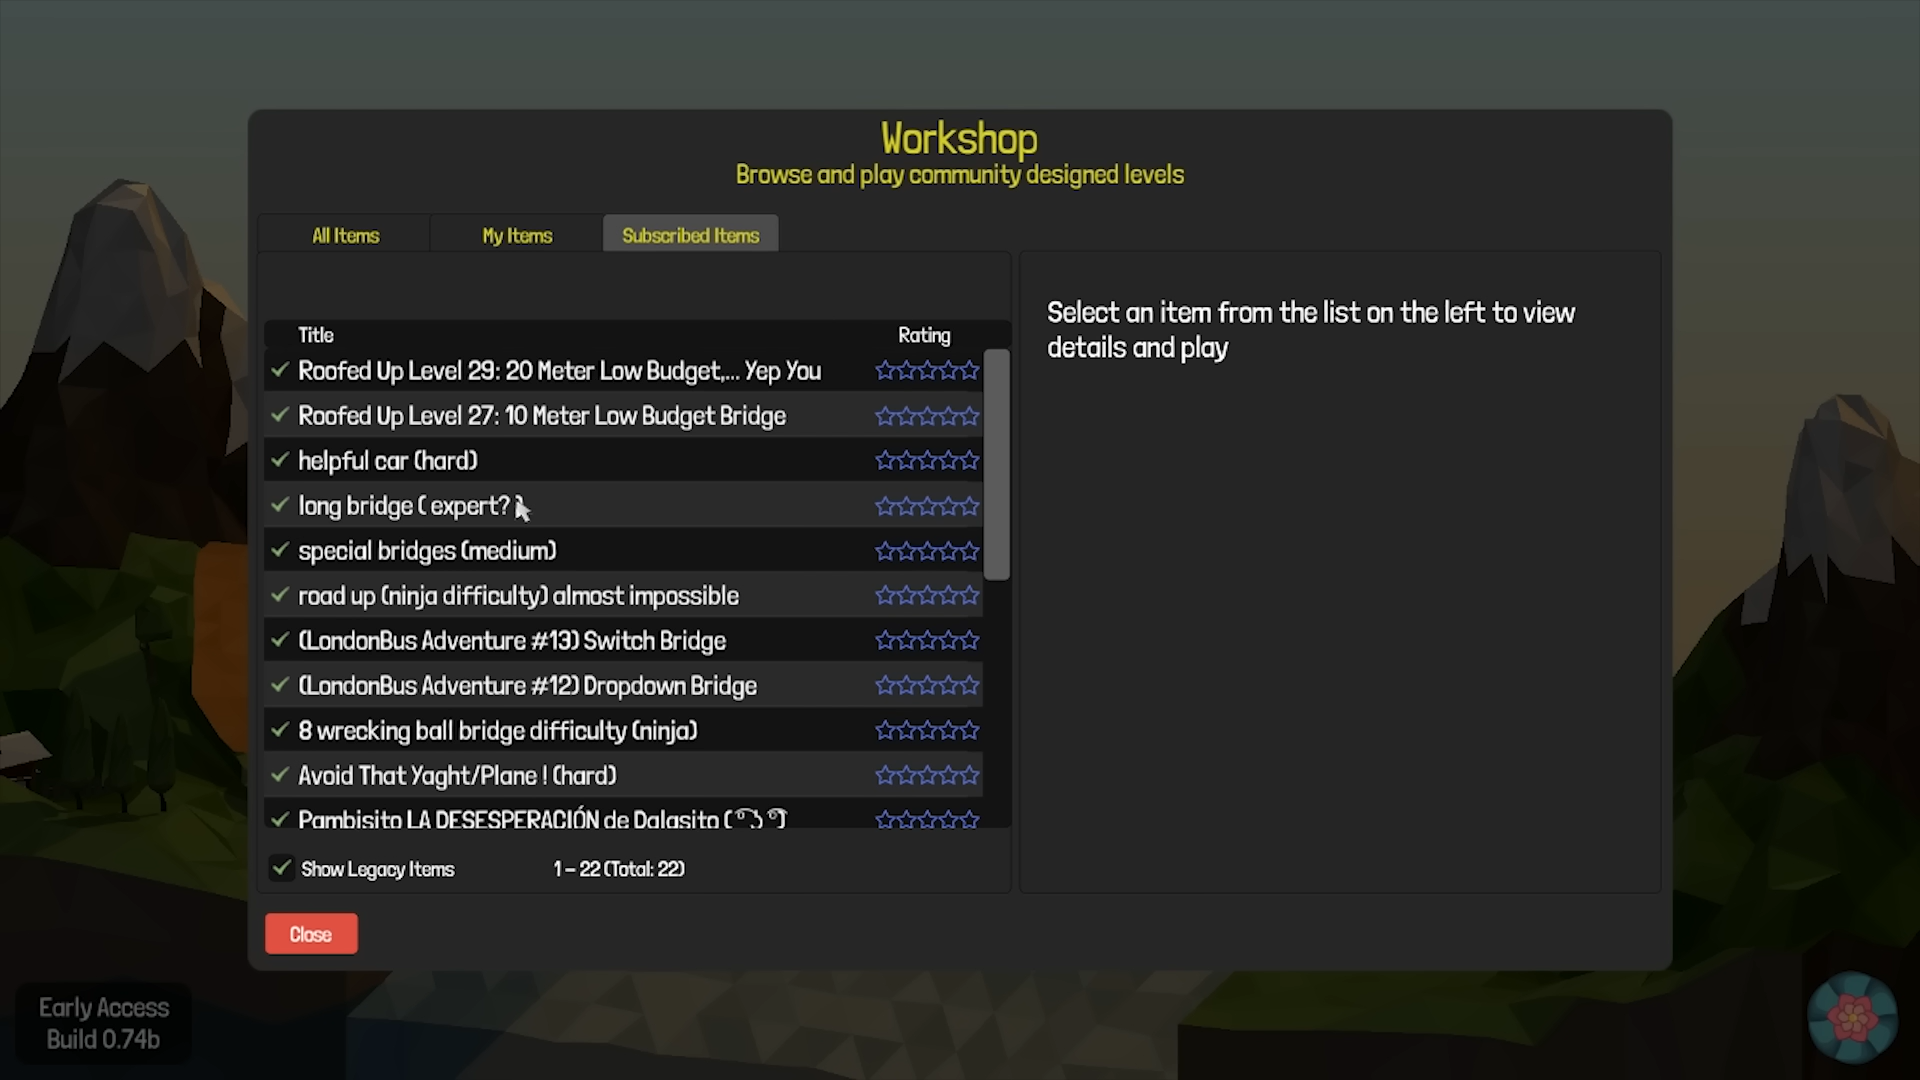 Workshop
Browse and play community designed levels
All Items
My Items
Subscribed Items
Title
Rating
Roofed Up Level 29: 20 Meter Low Budget,... Yep You
Roofed Up Level 27: 10 Meter Low Budget Bridge
helpful car (hard)
long bridge ( expert? )
special bridges (medium)
road up (ninja difficulty) almost impossible
(LondonBus Adventure #13) Switch Bridge
(LondonBus Adventure #12) Dropdown Bridge
8 wrecking ball bridge difficulty (ninja)
Avoid That Yaght/Plane ! (hard)
Pambisito LA DESESPERACIÓN de Dalasito ( ͡° ͜ʖ ͡°)
Show Legacy Items
1 – 22 (Total: 22)
Select an item from the list on the left to view
details and play
Close
Early Access
Build 0.74b